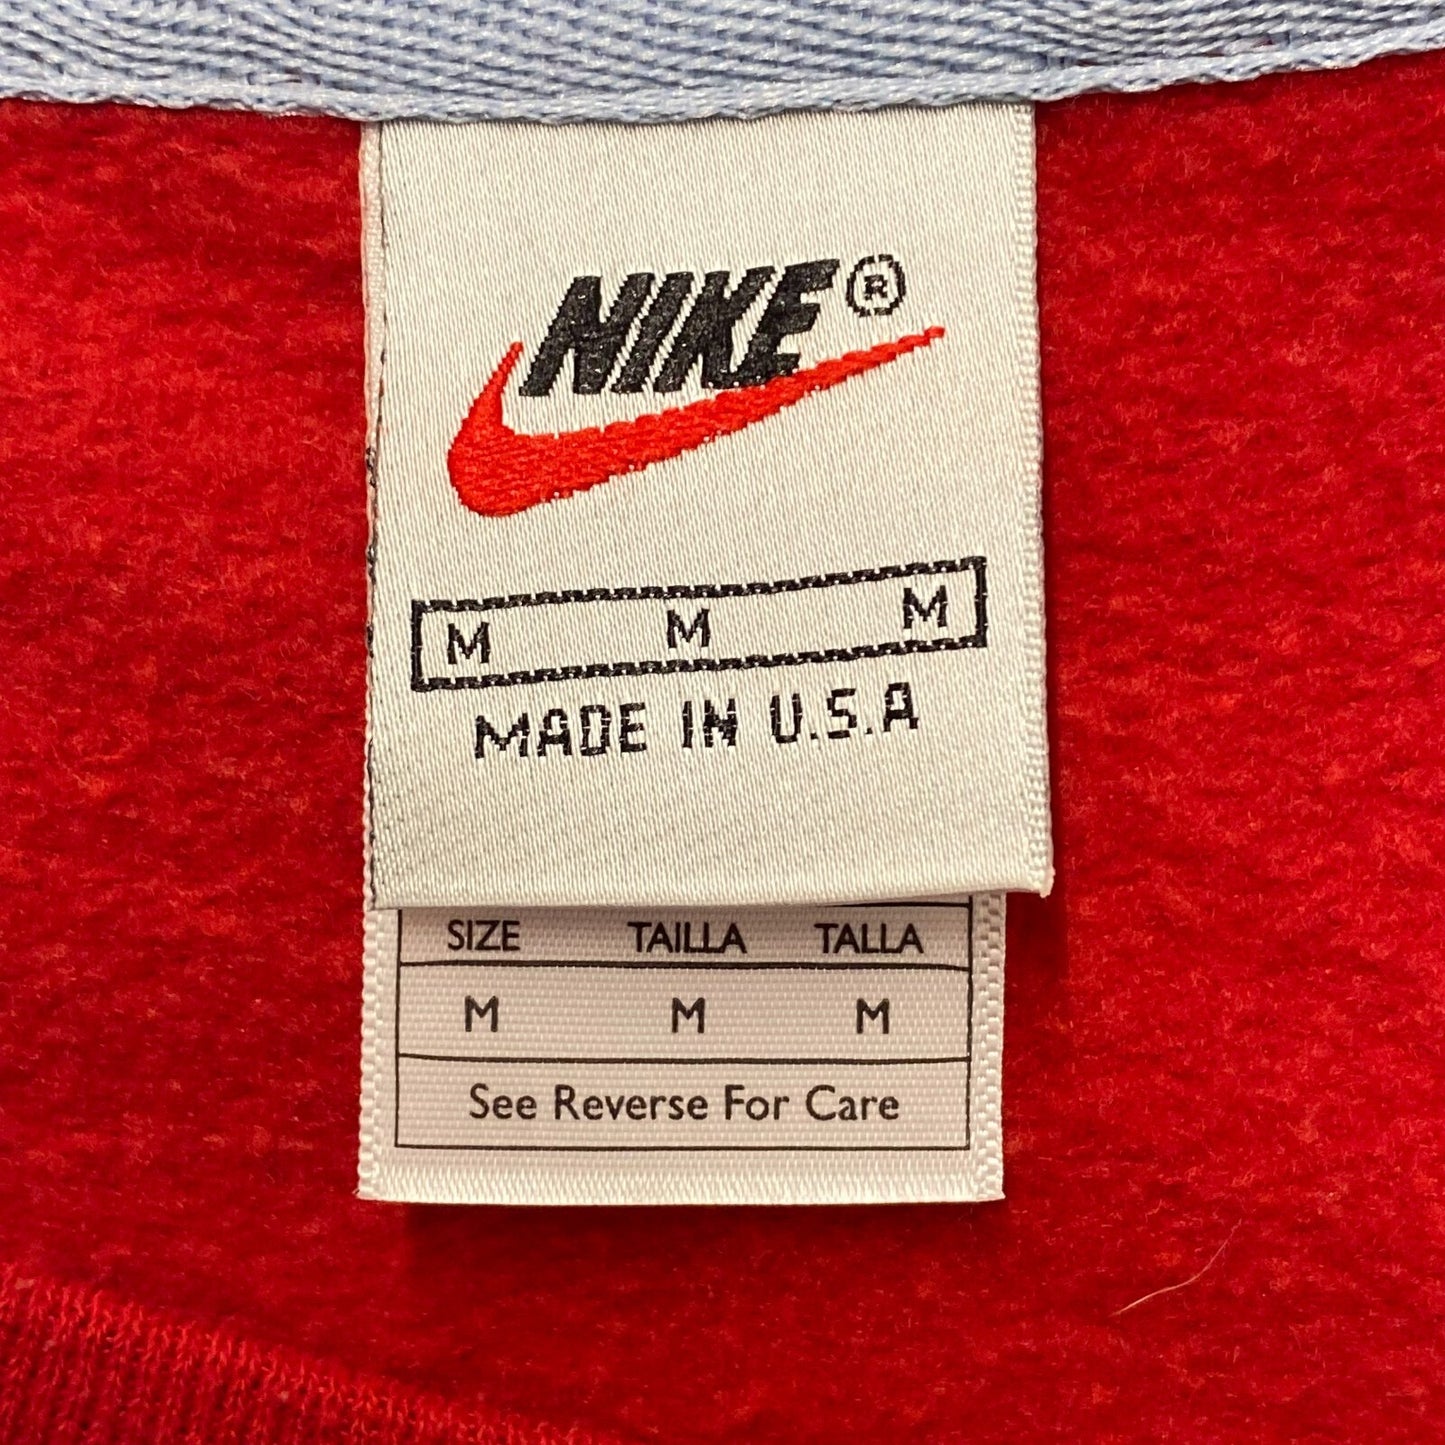 NIKE®
M M M
MADE IN U.S.A
SIZE TAILLA TALLA
M M M
See Reverse For Care